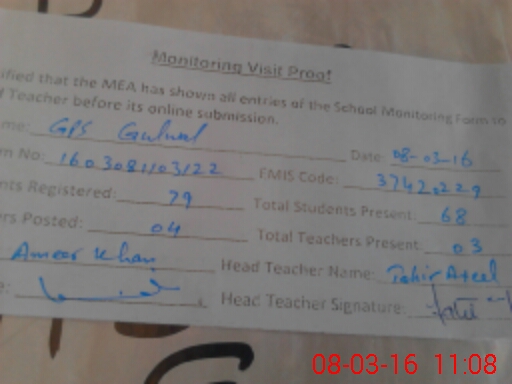 Monitoring Visit Proof
ified that the MEA has shown all entries of the School Monitoring Form to
d Teacher before its online submission.
me: GPS Date: 08-03-16
m No: 1603081103122 EMIS Code: 37420229
nts Registered: 79 Total Students Present: 68
rs Posted: 04 Total Teachers Present: 03
Ameer Khan Head Teacher Name: Tahir
e: Head Teacher Signature:
08-03-16 11:08